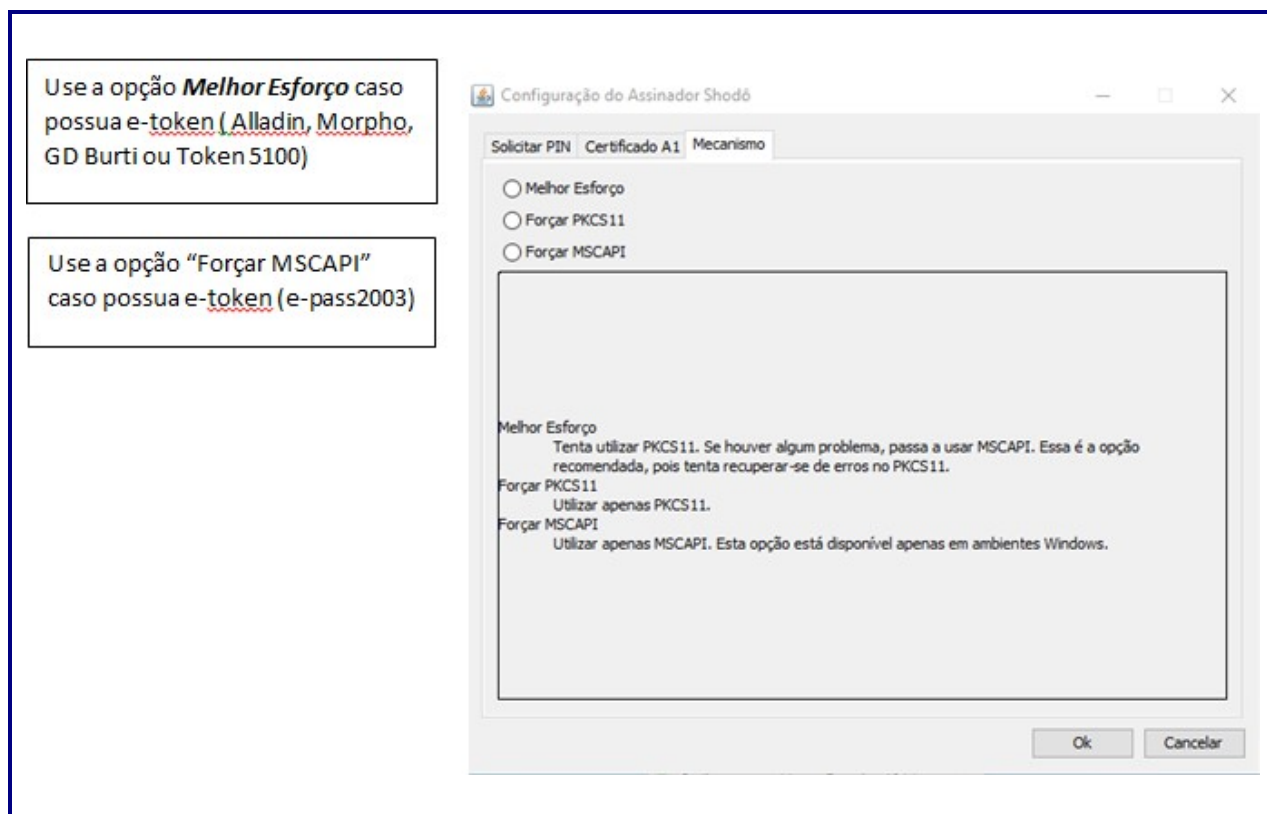 Use a opção Melhor Esforço caso
possua e-token ( Alladin, Morpho,
GD Burti ou Token 5100)
Use a opção “Forçar MSCAPI”
caso possua e-token (e-pass2003)
Configuração do Assinador Shodō
Solicitar PIN Certificado A1 Mecanismo
Melhor Esforço
Forçar PKCS11
Forçar MSCAPI
Melhor Esforço
Tenta utilizar PKCS11. Se houver algum problema, passa a usar MSCAPI. Essa é a opção
recomendada, pois tenta recuperar-se de erros no PKCS11.
Forçar PKCS11
Utilizar apenas PKCS11.
Forçar MSCAPI
Utilizar apenas MSCAPI. Esta opção está disponível apenas em ambientes Windows.
Ok Cancelar